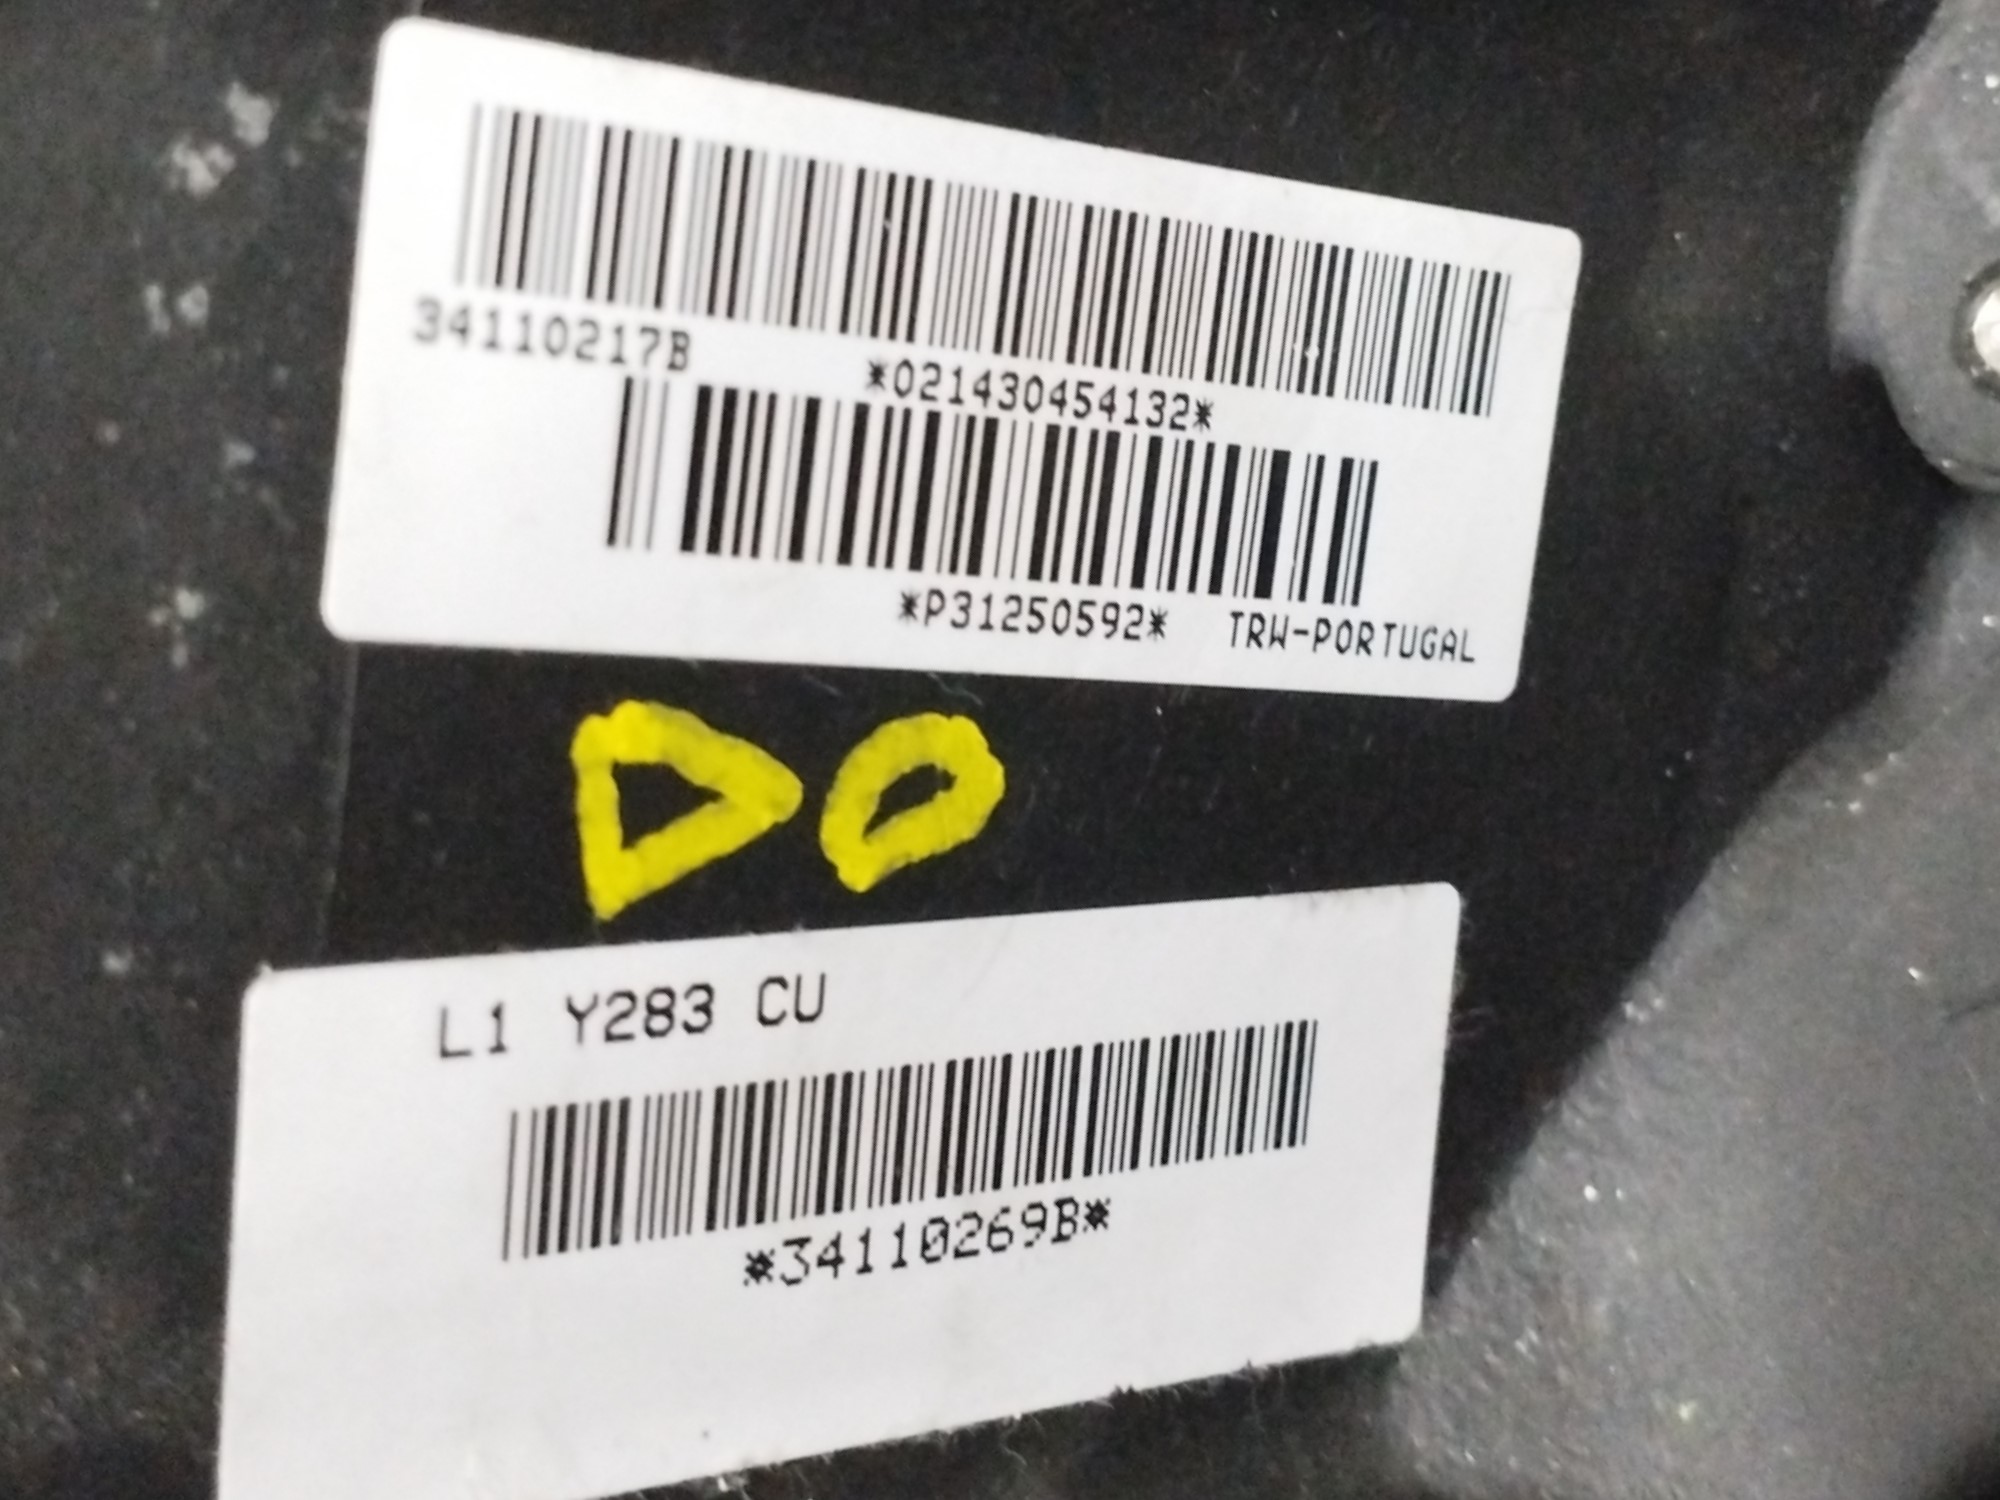 34110217B
*021430454132*
*P31250592* TRW-PORTUGAL
DO
L1 Y283 CU
*34110269B*